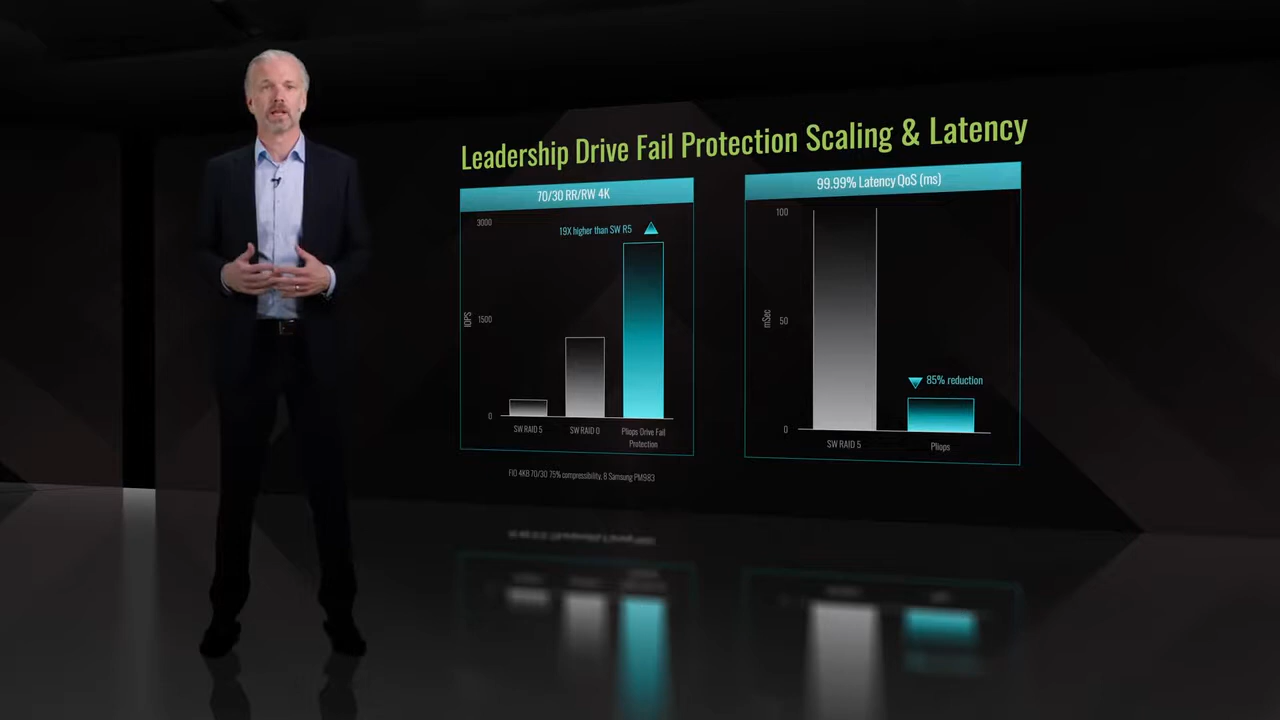 Leadership Drive Fail Protection Scaling & Latency
70/30 RR/RW 4K
3000
19X higher than SW R5
IOPS
1500
0
SW RAID 5
SW RAID 0
Pliops Drive Fail
Protection
FIO 4KB 70/30 75% compressibility, 8 Samsung PM983
99.99% Latency QoS (ms)
100
mSec
50
85% reduction
0
SW RAID 5
Pliops